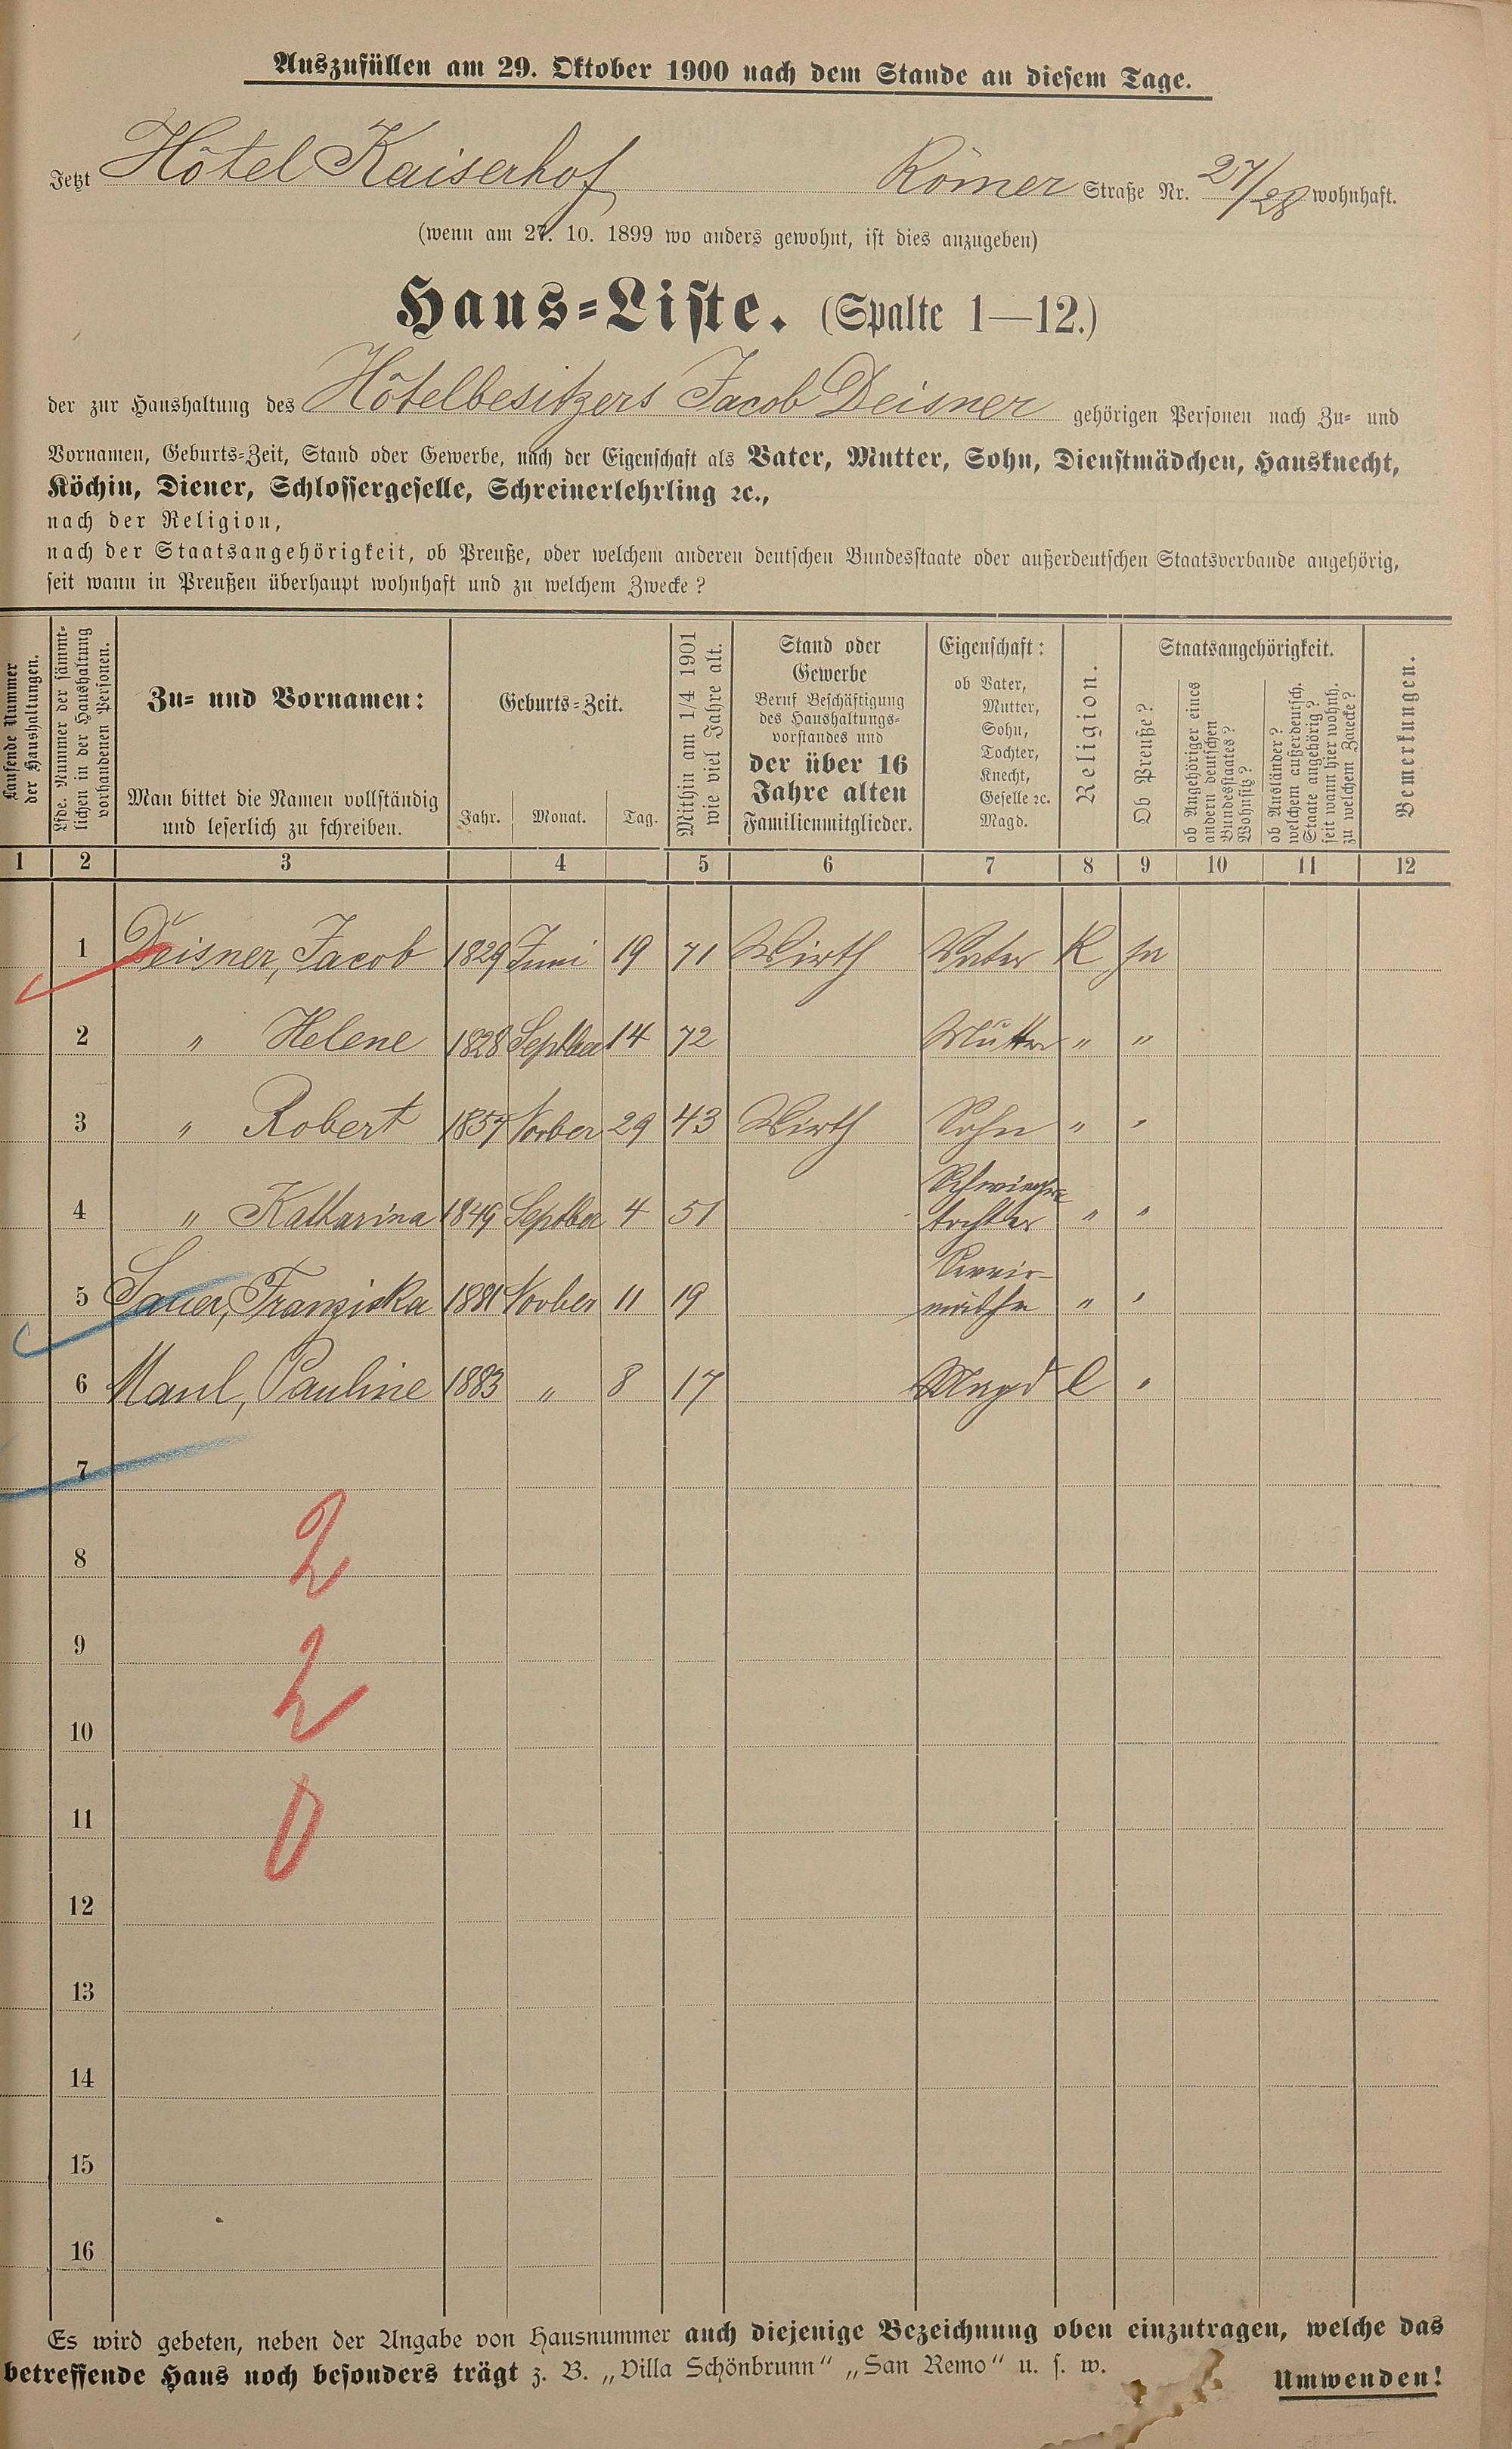 Auszufüllen am 29. Oktober 1900 nach dem Stande an diesem Tage.
Jetzt Hôtel Kaiserhof Römer Straße Nr. 27/28 wohnhaft.
(wenn am 27. 10. 1899 wo anders gewohnt, ist dies anzugeben)
Haus-Liste. (Spalte 1—12.)
der zur Haushaltung des Hôtelbesitzers Jacob Deisner gehörigen Personen nach Zu- und
Vornamen, Geburts-Zeit, Stand oder Gewerbe, nach der Eigenschaft als Vater, Mutter, Sohn, Dienstmädchen, Hausknecht,
Köchin, Diener, Schlossergeselle, Schreinerlehrling ꝛc.,
nach der Religion,
nach der Staatsangehörigkeit, ob Preuße, oder welchem anderen deutschen Bundesstaate oder außerdeutschen Staatsverbande angehörig,
seit wann in Preußen überhaupt wohnhaft und zu welchem Zwecke?
Laufende Nummer
der Haushaltungen.
Lfde. Nummer der sämmt-
lichen in der Haushaltung
vorhandenen Personen.
Zu- und Vornamen:
Man bittet die Namen vollständig
und leserlich zu schreiben.
Geburts-Zeit.
Jahr. Monat. Tag.
Mithin am 1/4 1901
wie viel Jahre alt.
Stand oder
Gewerbe
Beruf Beschäftigung
des Haushaltungs-
vorstandes und
der über 16
Jahre alten
Familienmitglieder.
Eigenschaft:
ob Vater,
Mutter,
Sohn,
Tochter,
Knecht,
Geselle ꝛc.
Magd.
Religion.
Staatsangehörigkeit.
Ob Preuße?
ob Angehöriger eines
andern deutschen
Bundesstaates?
Wohnsitz?
ob Ausländer?
welchem außerdeutsch.
Staate angehörig?
seit wann hier wohnh.
zu welchem Zwecke?
Bemerkungen.
1 2 3 4 5 6 7 8 9 10 11 12
1 Deisner, Jacob 1829 Juni 19 71 Wirth Vater K ja
2 " Helene 1828 Septber 14 72 Mutter " "
3 " Robert 1857 Novber 29 43 Wirth Sohn " "
4 " Katharina 1849 Septber 4 51 Schwieger
tochter " "
5 Sauer, Franziska 1881 Novber 11 19 " "
6 Maul, Pauline 1883 " 8 17 Magd "
7
8 2
9
10 2
11 0
12
13
14
15
16
Es wird gebeten, neben der Angabe von Hausnummer auch diejenige Bezeichnung oben einzutragen, welche das
betreffende Haus noch besonders trägt z. B. „Villa Schönbrunn“ „San Remo“ u. s. w.
Umwenden!